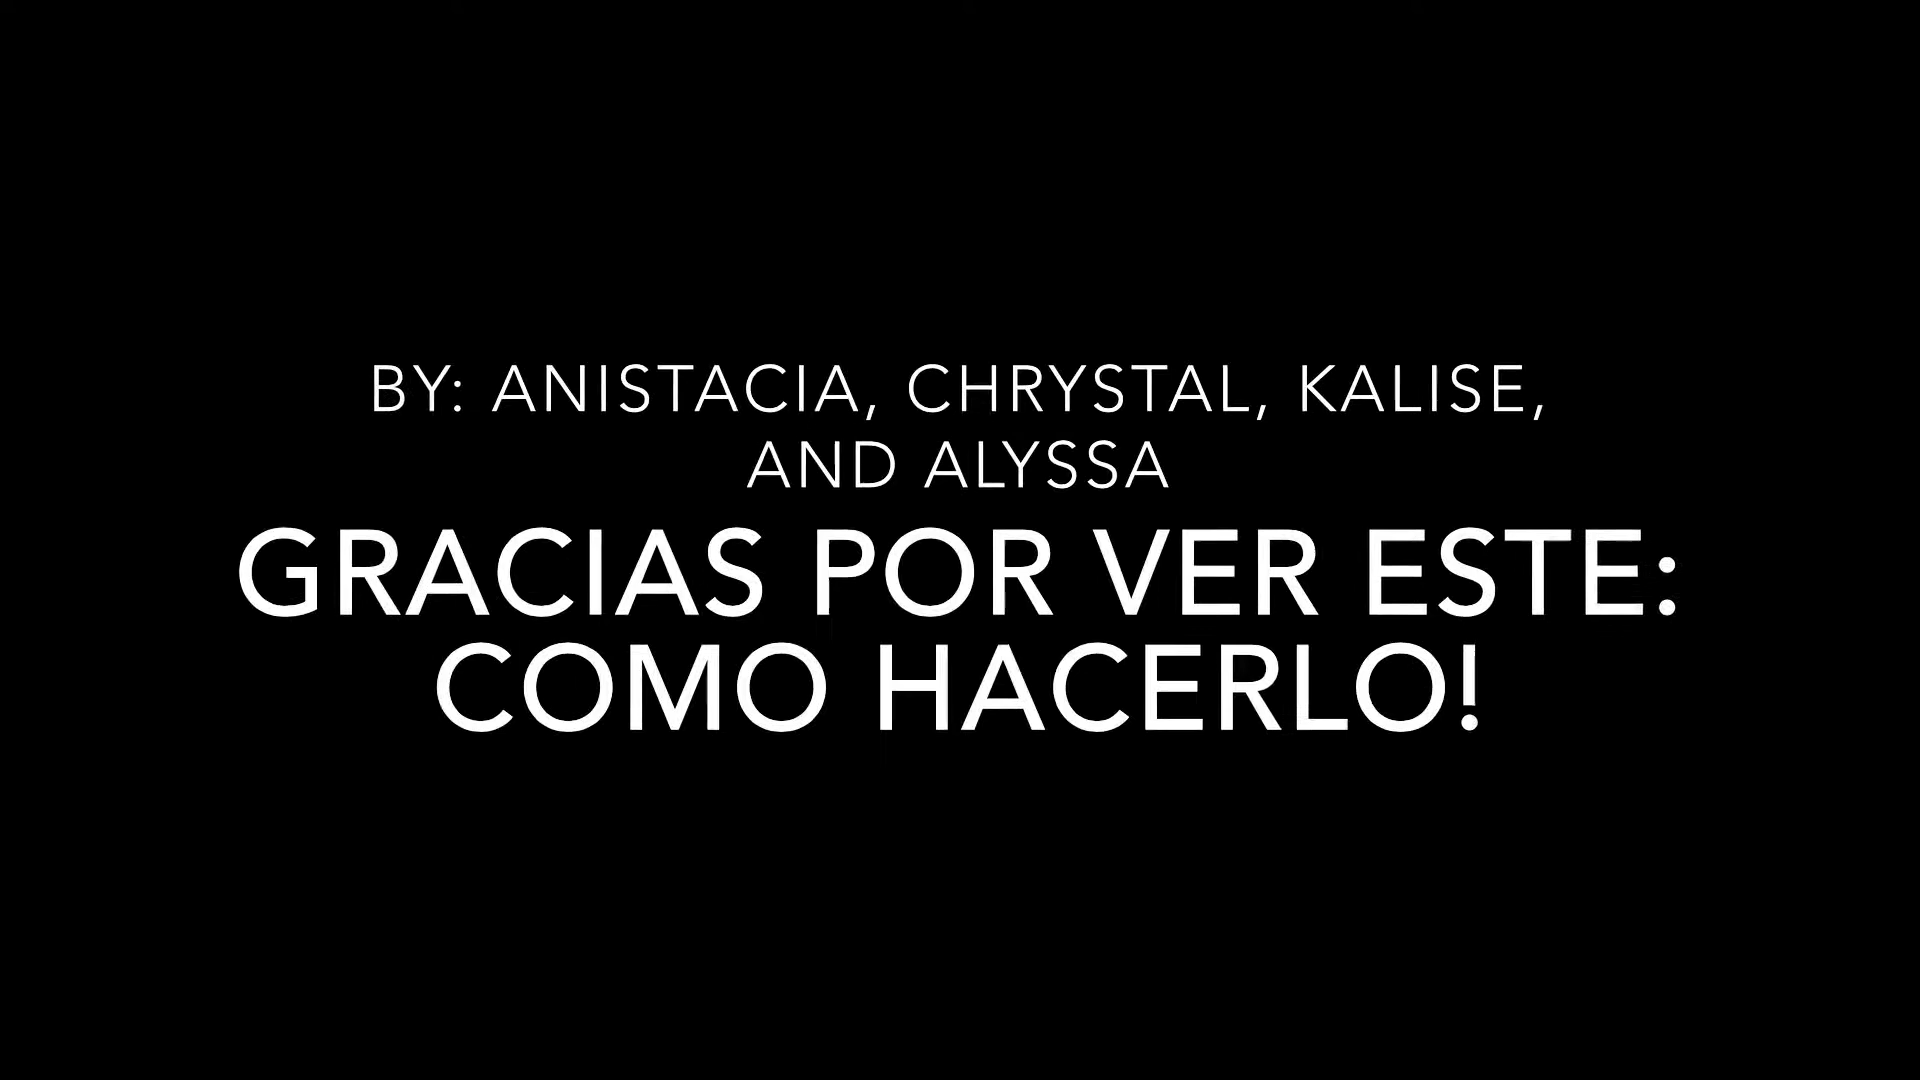 BY: ANISTACIA, CHRYSTAL, KALISE,
AND ALYSSA
GRACIAS POR VER ESTE:
COMO HACERLO!